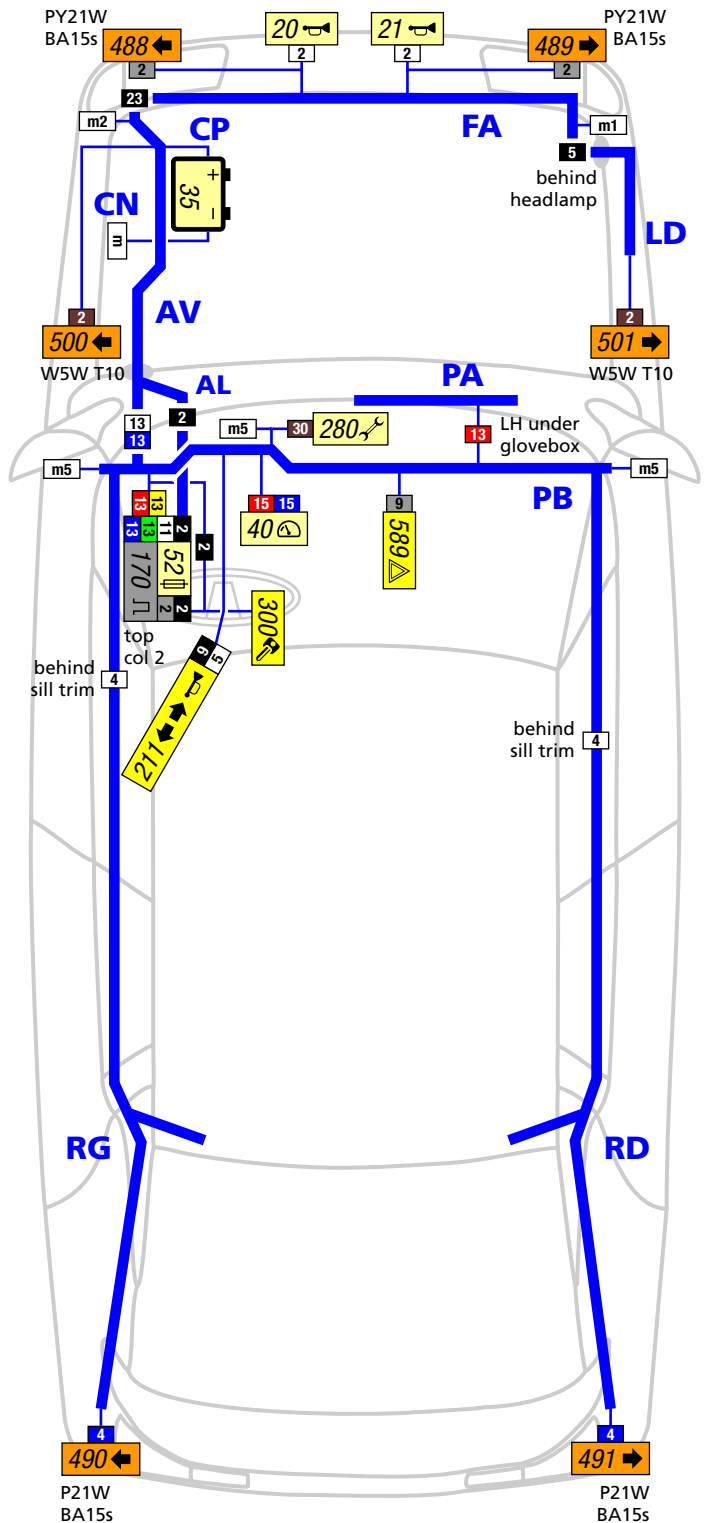 PY21W
BA15s
488
2
20
2
21
2
PY21W
BA15s
489
2
23
m2
CP
FA
m1
5
behind
headlamp
CN
+
35
−
m
LD
AV
2
500
W5W T10
2
501
W5W T10
AL
PA
2
13
13
m5
30
280
13
LH under
glovebox
m5
m5
PB
13
13
13
13
11
2
15
15
40
9
589
2
170
52
2
2
top
col 2
300
9
5
211
behind
sill trim
4
behind
sill trim
4
RG
RD
4
490
P21W
BA15s
4
491
P21W
BA15s